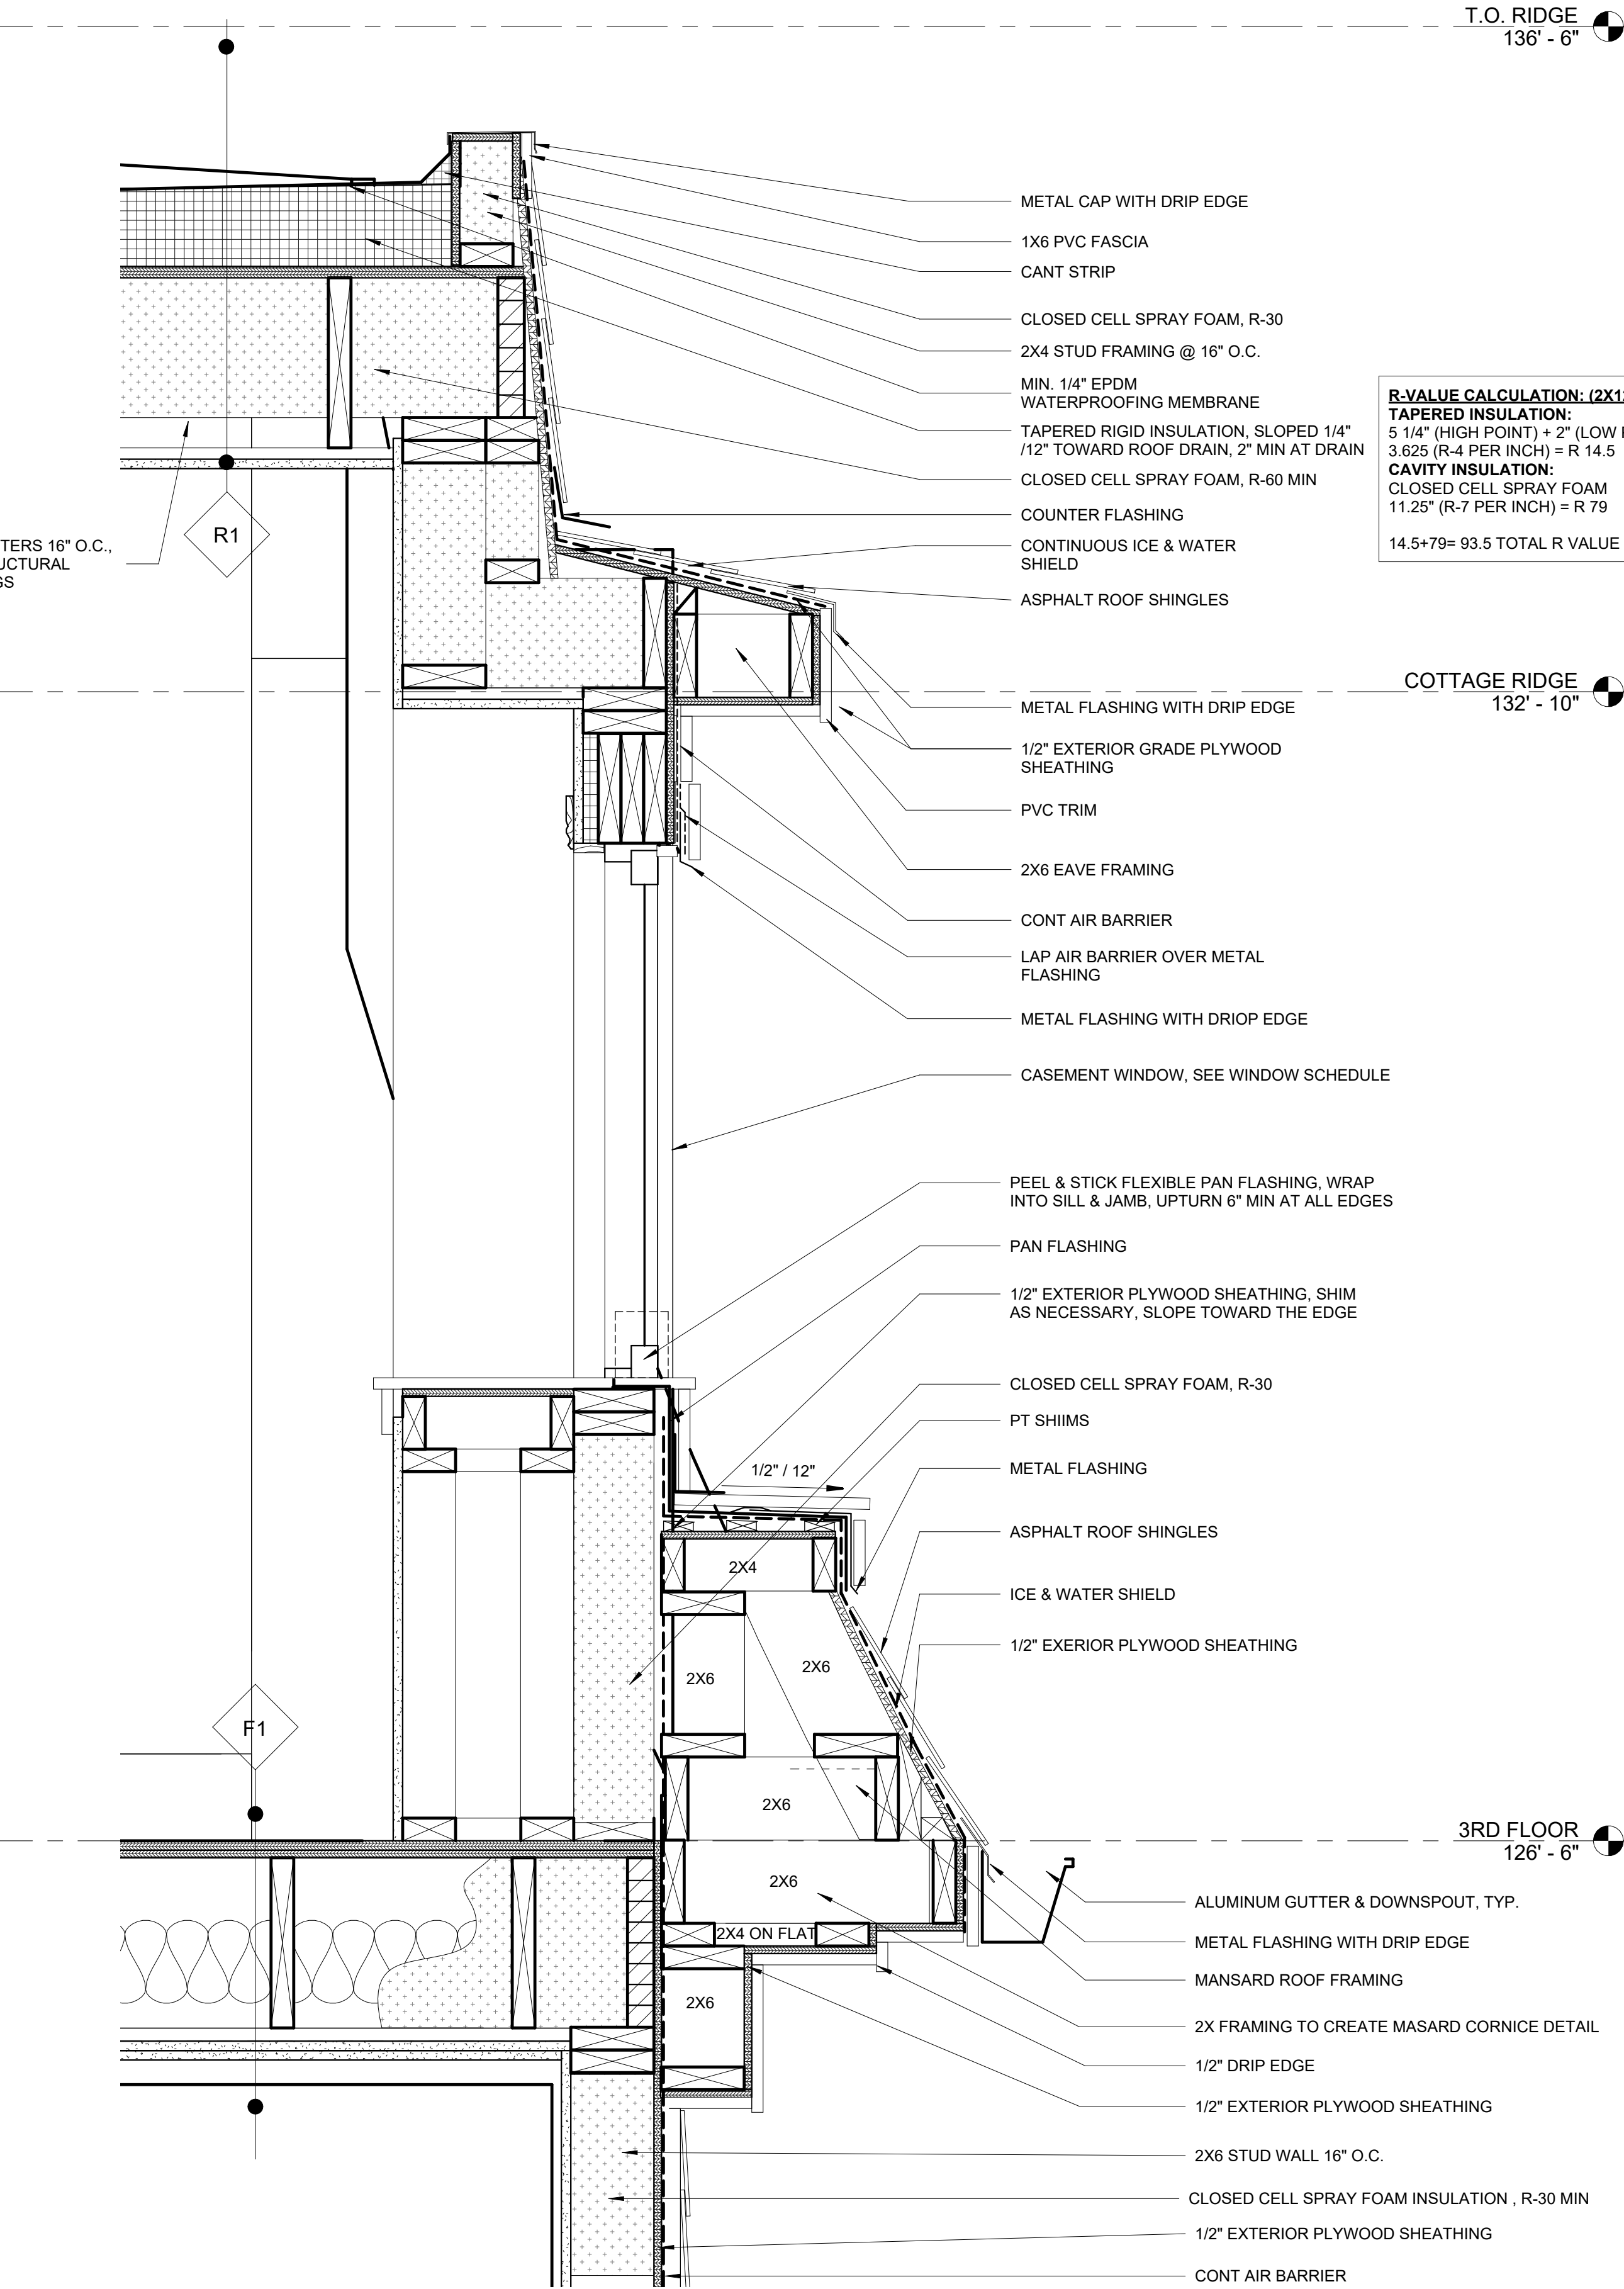 T.O. RIDGE
136' - 6"
METAL CAP WITH DRIP EDGE
1X6 PVC FASCIA
CANT STRIP
CLOSED CELL SPRAY FOAM, R-30
2X4 STUD FRAMING @ 16" O.C.
MIN. 1/4" EPDM
WATERPROOFING MEMBRANE
TAPERED RIGID INSULATION, SLOPED 1/4"
/12" TOWARD ROOF DRAIN, 2" MIN AT DRAIN
CLOSED CELL SPRAY FOAM, R-60 MIN
COUNTER FLASHING
CONTINUOUS ICE & WATER
SHIELD
ASPHALT ROOF SHINGLES
R-VALUE CALCULATION: (2X1
TAPERED INSULATION:
5 1/4" (HIGH POINT) + 2" (LOW
3.625 (R-4 PER INCH) = R 14.5
CAVITY INSULATION:
CLOSED CELL SPRAY FOAM
11.25" (R-7 PER INCH) = R 79
14.5+79= 93.5 TOTAL R VALUE
R1
TERS 16" O.C.,
UCTURAL
GS
COTTAGE RIDGE
132' - 10"
METAL FLASHING WITH DRIP EDGE
1/2" EXTERIOR GRADE PLYWOOD
SHEATHING
PVC TRIM
2X6 EAVE FRAMING
CONT AIR BARRIER
LAP AIR BARRIER OVER METAL
FLASHING
METAL FLASHING WITH DRIOP EDGE
CASEMENT WINDOW, SEE WINDOW SCHEDULE
PEEL & STICK FLEXIBLE PAN FLASHING, WRAP
INTO SILL & JAMB, UPTURN 6" MIN AT ALL EDGES
PAN FLASHING
1/2" EXTERIOR PLYWOOD SHEATHING, SHIM
AS NECESSARY, SLOPE TOWARD THE EDGE
CLOSED CELL SPRAY FOAM, R-30
PT SHIIMS
METAL FLASHING
1/2" / 12"
ASPHALT ROOF SHINGLES
2X4
ICE & WATER SHIELD
1/2" EXERIOR PLYWOOD SHEATHING
2X6
2X6
F1
2X6
3RD FLOOR
126' - 6"
2X6
ALUMINUM GUTTER & DOWNSPOUT, TYP.
2X4 ON FLAT
METAL FLASHING WITH DRIP EDGE
MANSARD ROOF FRAMING
2X6
2X FRAMING TO CREATE MASARD CORNICE DETAIL
1/2" DRIP EDGE
1/2" EXTERIOR PLYWOOD SHEATHING
2X6 STUD WALL 16" O.C.
CLOSED CELL SPRAY FOAM INSULATION , R-30 MIN
1/2" EXTERIOR PLYWOOD SHEATHING
CONT AIR BARRIER